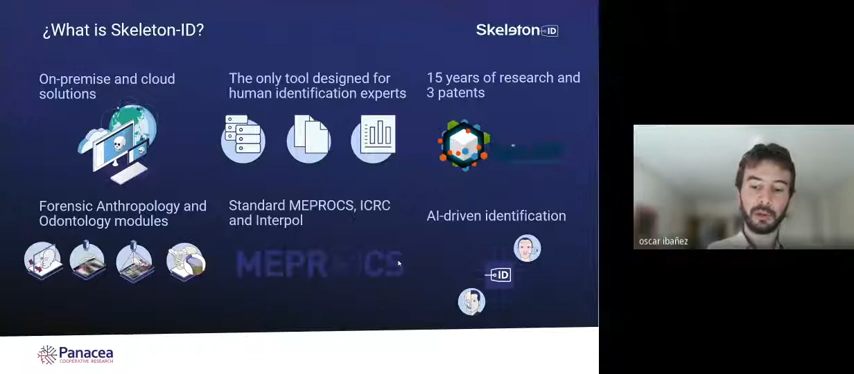 ¿What is Skeleton-ID?
Skeleton-ID
On-premise and cloud
solutions
The only tool designed for
human identification experts
15 years of research and
3 patents
Forensic Anthropology and
Odontology modules
Standard MEPROCS, ICRC
and Interpol
AI-driven identification
MEPROCS
ID
oscar ibañez
Panacea
COOPERATIVE RESEARCH